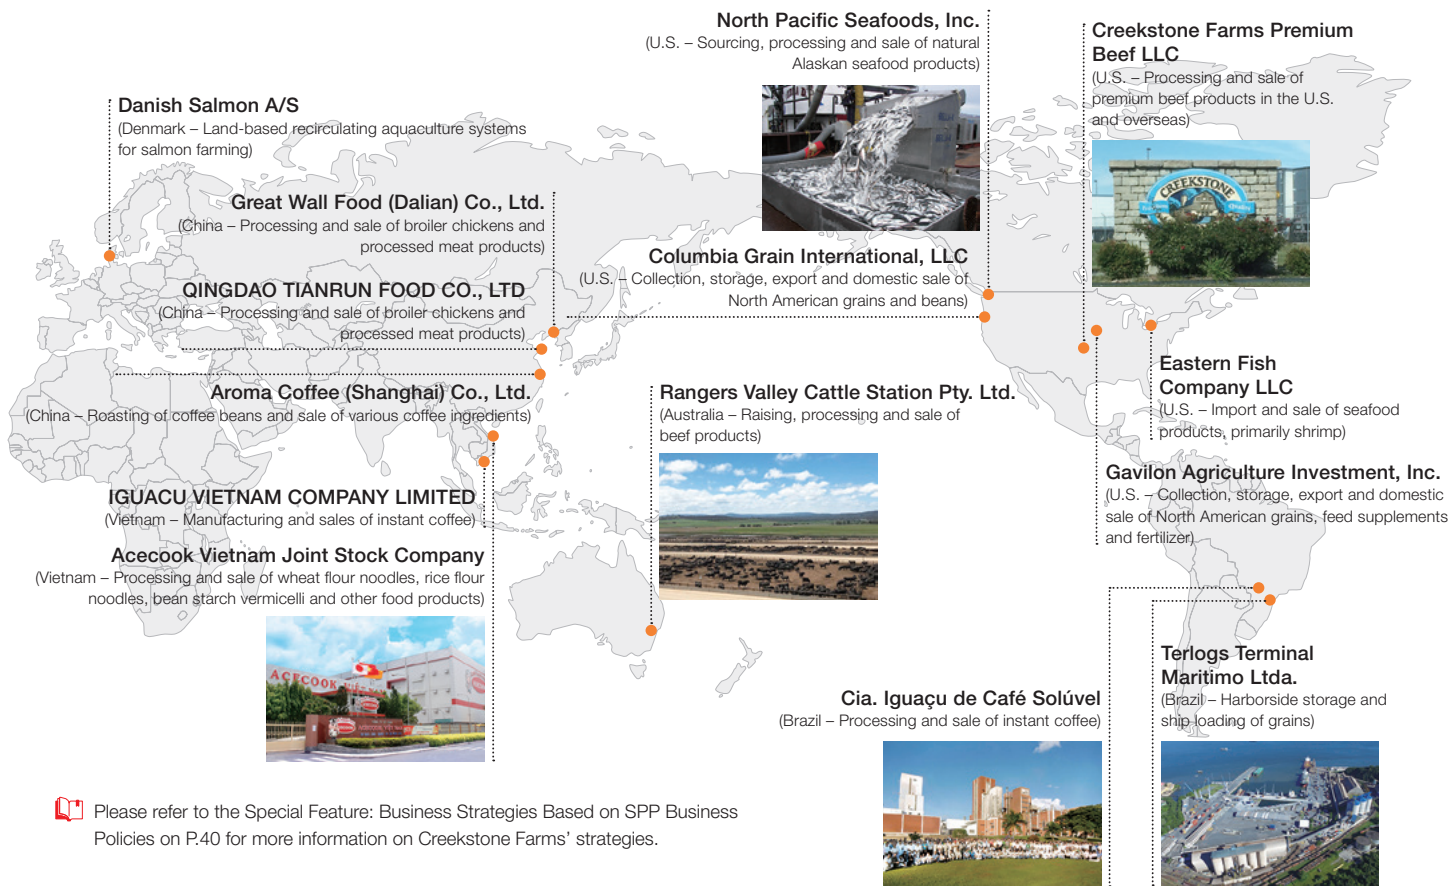 North Pacific Seafoods, Inc.
(U.S. – Sourcing, processing and sale of natural
Alaskan seafood products)
Creekstone Farms Premium
Beef LLC
(U.S. – Processing and sale of
premium beef products in the U.S.
and overseas)
CREEKSTONE
Quality
Danish Salmon A/S
(Denmark – Land-based recirculating aquaculture systems
for salmon farming)
Great Wall Food (Dalian) Co., Ltd.
(China – Processing and sale of broiler chickens and
processed meat products)
Columbia Grain International, LLC
(U.S. – Collection, storage, export and domestic sale of
North American grains and beans)
QINGDAO TIANRUN FOOD CO., LTD
(China – Processing and sale of broiler chickens and
processed meat products)
Aroma Coffee (Shanghai) Co., Ltd.
(China – Roasting of coffee beans and sale of various coffee ingredients)
Rangers Valley Cattle Station Pty. Ltd.
(Australia – Raising, processing and sale of
beef products)
Eastern Fish
Company LLC
(U.S. – Import and sale of seafood
products, primarily shrimp)
Gavilon Agriculture Investment, Inc.
(U.S. – Collection, storage, export and domestic
sale of North American grains, feed supplements
and fertilizer)
IGUACU VIETNAM COMPANY LIMITED
(Vietnam – Manufacturing and sales of instant coffee)
Acecook Vietnam Joint Stock Company
(Vietnam – Processing and sale of wheat flour noodles, rice flour
noodles, bean starch vermicelli and other food products)
ACECOOK VIET NAM
Terlogs Terminal
Maritimo Ltda.
(Brazil – Harborside storage and
ship loading of grains)
Cia. Iguaçu de Café Solúvel
(Brazil – Processing and sale of instant coffee)
Please refer to the Special Feature: Business Strategies Based on SPP Business
Policies on P.40 for more information on Creekstone Farms’ strategies.